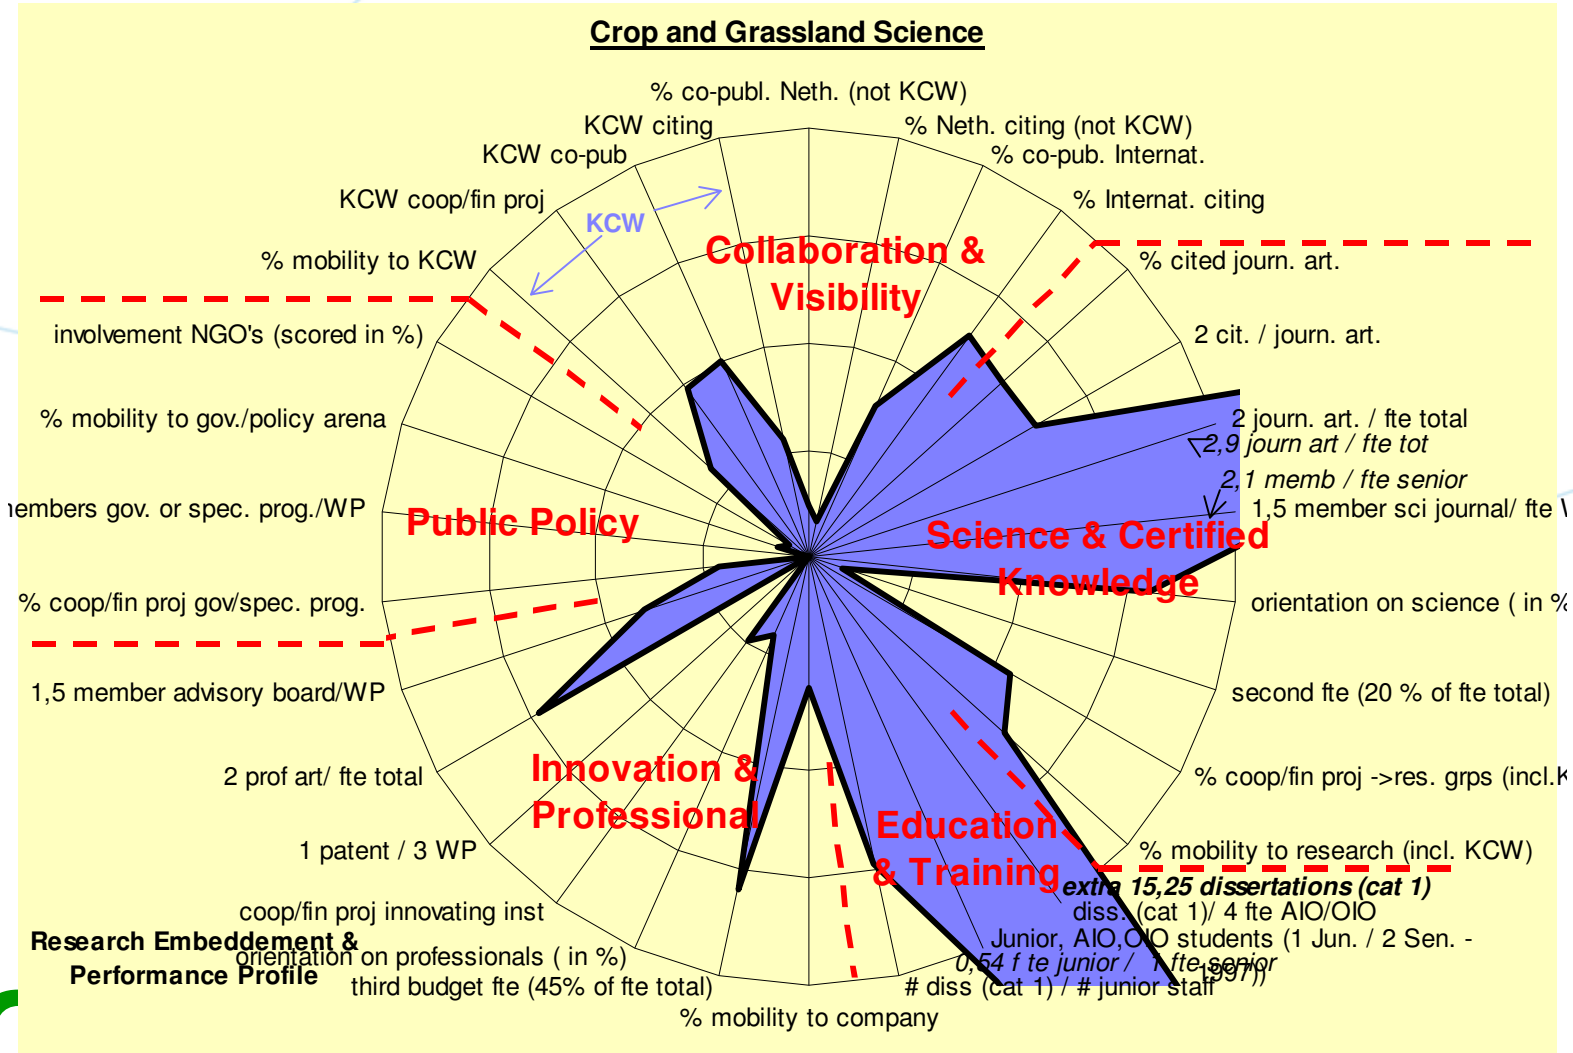 Crop and Grassland Science
% co-publ. Neth. (not KCW)
KCW citing
% Neth. citing (not KCW)
KCW co-pub
% co-pub. Internat.
KCW coop/fin proj
% Internat. citing
KCW
Collaboration &
Visibility
% mobility to KCW
% cited journ. art.
involvement NGO's (scored in %)
2 cit. / journ. art.
% mobility to gov./policy arena
2 journ. art. / fte total
2,9 journ art / fte tot
2,1 memb / fte senior
gov. or spec. prog./WP
1,5 member sci journal/ fte
Public Policy
Science & Certified
Knowledge
% coop/fin proj gov/spec. prog.
orientation on science ( in %
1,5 member advisory board/WP
second fte (20 % of fte total)
2 prof art/ fte total
% coop/fin proj ->res. grps (incl.K
Innovation &
Professional
Education
& Training
1 patent / 3 WP
% mobility to research (incl. KCW)
extra 15,25 dissertations (cat 1)
coop/fin proj innovating inst
diss. (cat 1)/ 4 fte AIO/OIO
Junior, AIO,OIO students (1 Jun. / 2 Sen. -
1997))
orientation on professionals ( in %)
0,54 f te junior / 1 fte senior
Research Embeddement &
Performance Profile
third budget fte (45% of fte total)
# diss (cat 1) / # junior staff
% mobility to company